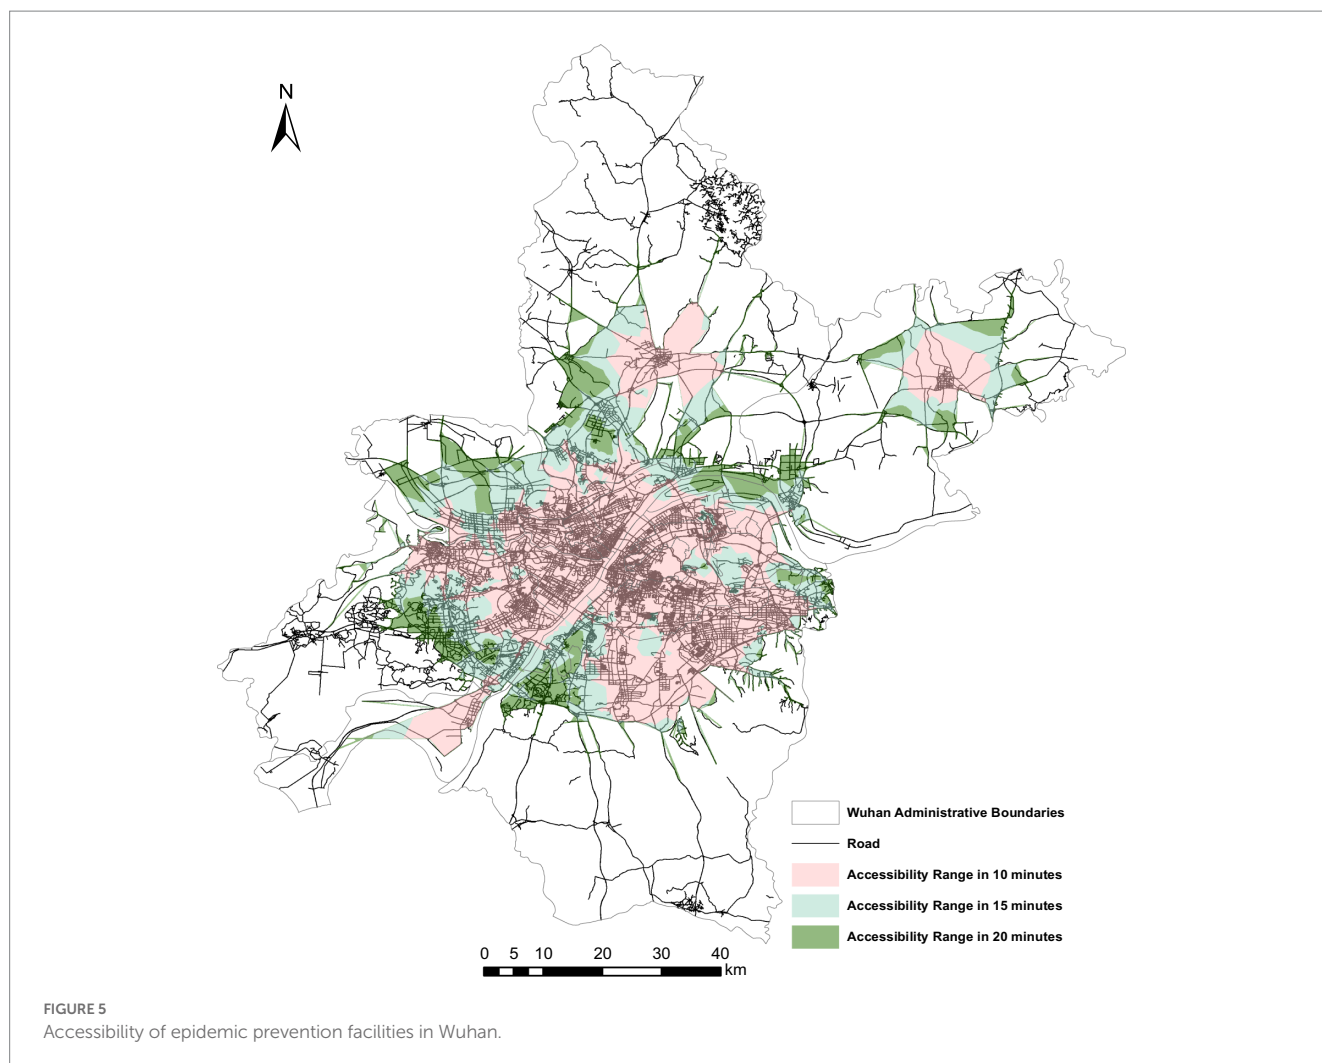 N
Wuhan Administrative Boundaries
Road
Accessibility Range in 10 minutes
Accessibility Range in 15 minutes
Accessibility Range in 20 minutes
0 5 10 20 30 40
km
FIGURE 5
Accessibility of epidemic prevention facilities in Wuhan.